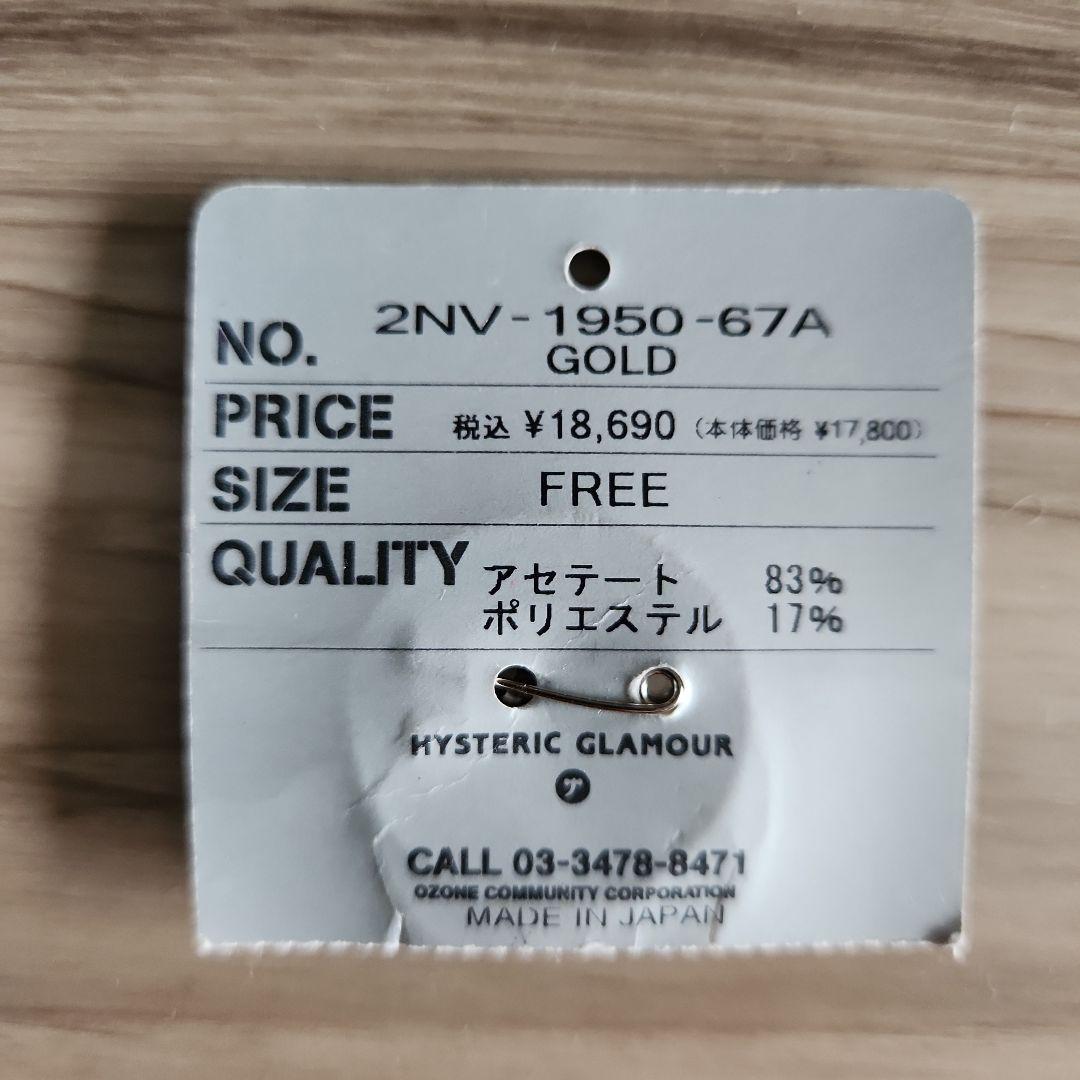 NO. 2NV-1950-67A
GOLD
PRICE 税込 ¥18,690 (本体価格 ¥17,800)
SIZE FREE
QUALITY アセテート 83%
ポリエステル 17%
HYSTERIC GLAMOUR
CALL 03-3478-8471
OZONE COMMUNITY CORPORATION
MADE IN JAPAN